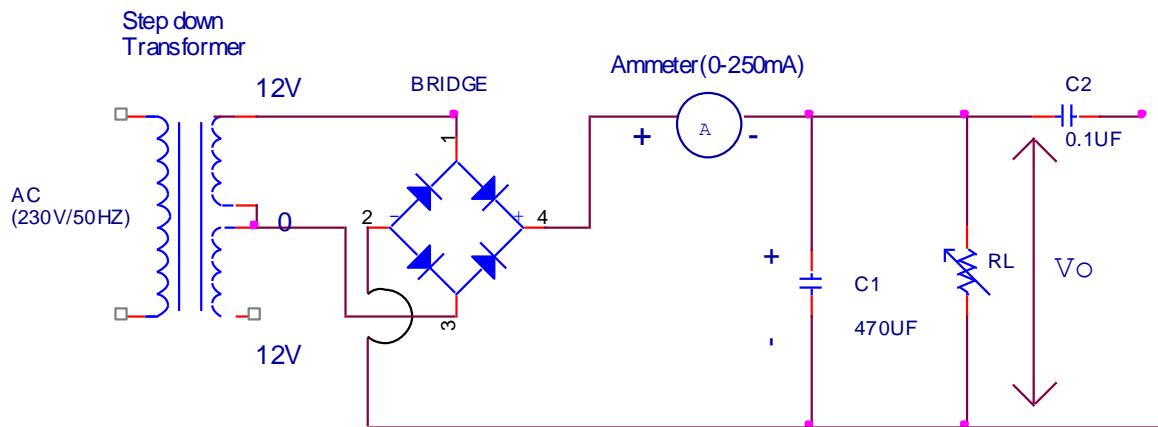 Step down
Transformer
12V
BRIDGE
Ammeter(0-250mA)
C2
0.1UF
AC
(230V/50HZ)
0
1
2
-
+
4
3
+
A
-
+
C1
470UF
-
RL
Vo
12V